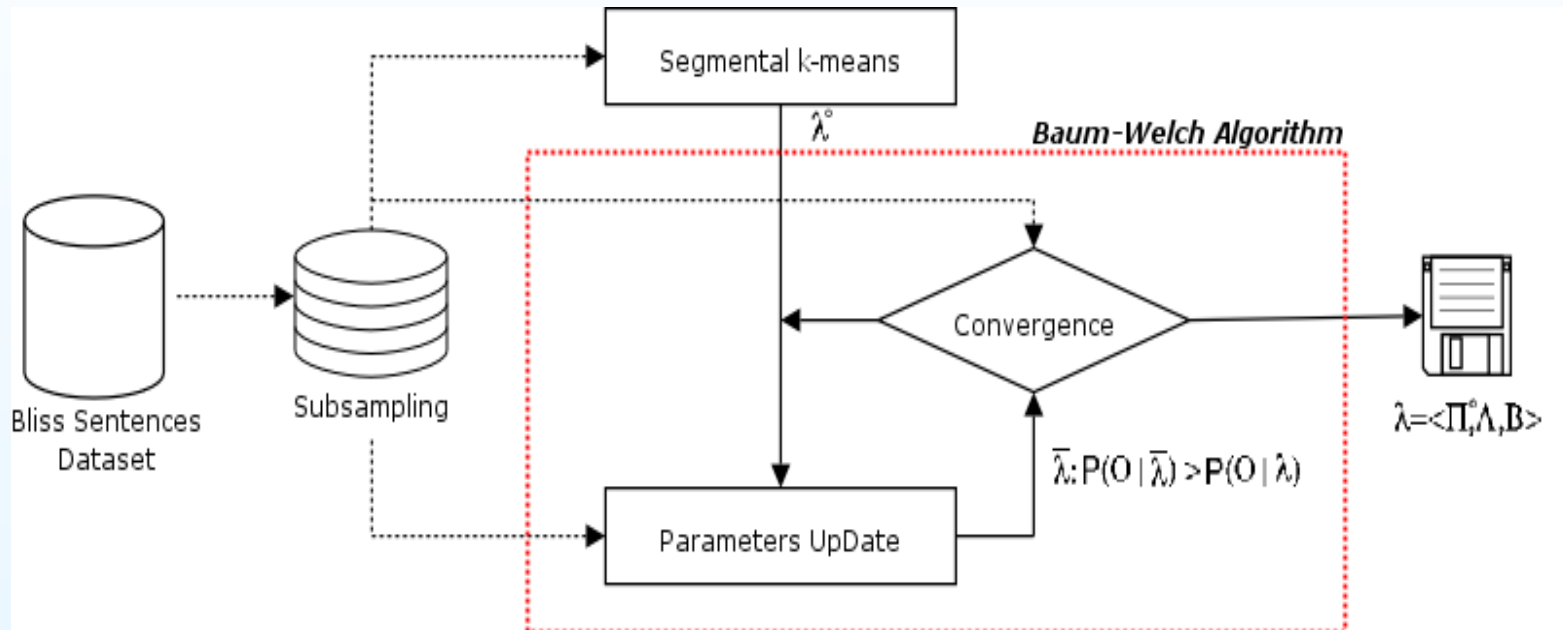 Segmental k-means
λ°
Baum-Welch Algorithm
Convergence
Subsampling
Bliss Sentences
Dataset
λ=<Π,°Λ,B>
λ̅: P(O | λ̅) >P(O | λ)
Parameters UpDate